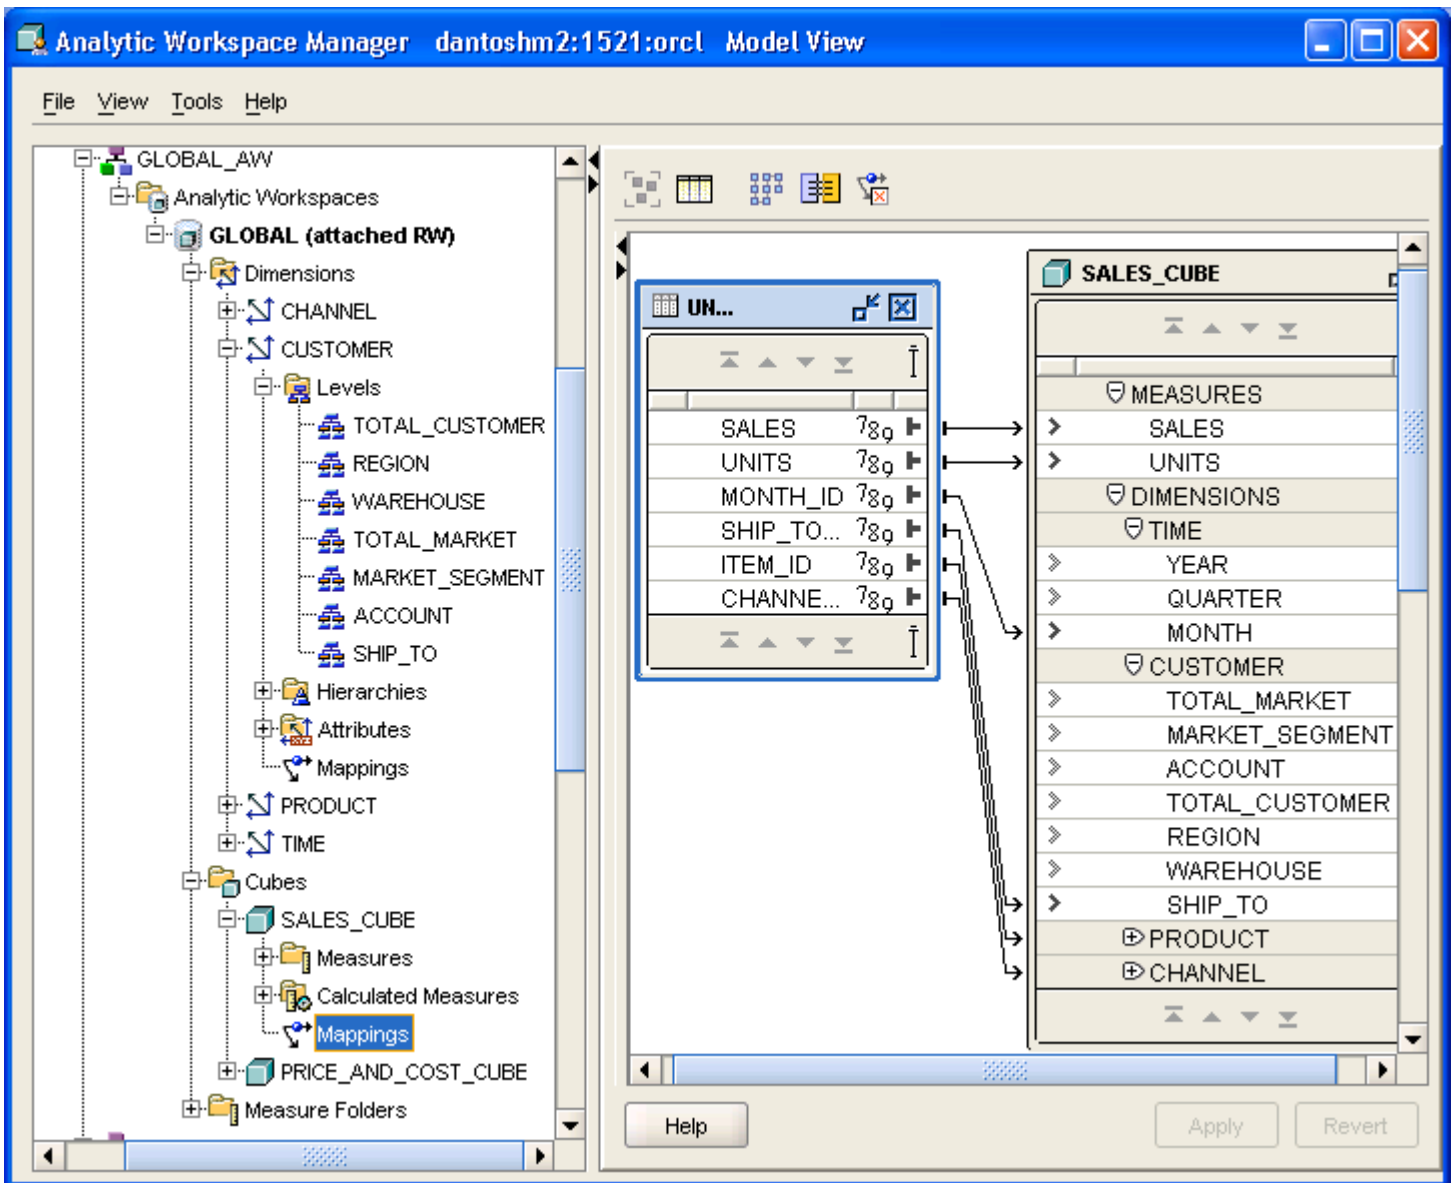 Analytic Workspace Manager dantoshm2:1521:orcl Model View
File View Tools Help
GLOBAL_AW
Analytic Workspaces
GLOBAL (attached RW)
Dimensions
CHANNEL
CUSTOMER
Levels
TOTAL_CUSTOMER
REGION
WAREHOUSE
TOTAL_MARKET
MARKET_SEGMENT
ACCOUNT
SHIP_TO
Hierarchies
Attributes
Mappings
PRODUCT
TIME
Cubes
SALES_CUBE
Measures
Calculated Measures
Mappings
PRICE_AND_COST_CUBE
Measure Folders
UN...
SALES 789
UNITS 789
MONTH_ID 789
SHIP_TO... 789
ITEM_ID 789
CHANNE... 789
SALES_CUBE
MEASURES
SALES
UNITS
DIMENSIONS
TIME
YEAR
QUARTER
MONTH
CUSTOMER
TOTAL_MARKET
MARKET_SEGMENT
ACCOUNT
TOTAL_CUSTOMER
REGION
WAREHOUSE
SHIP_TO
PRODUCT
CHANNEL
Help
Apply
Revert